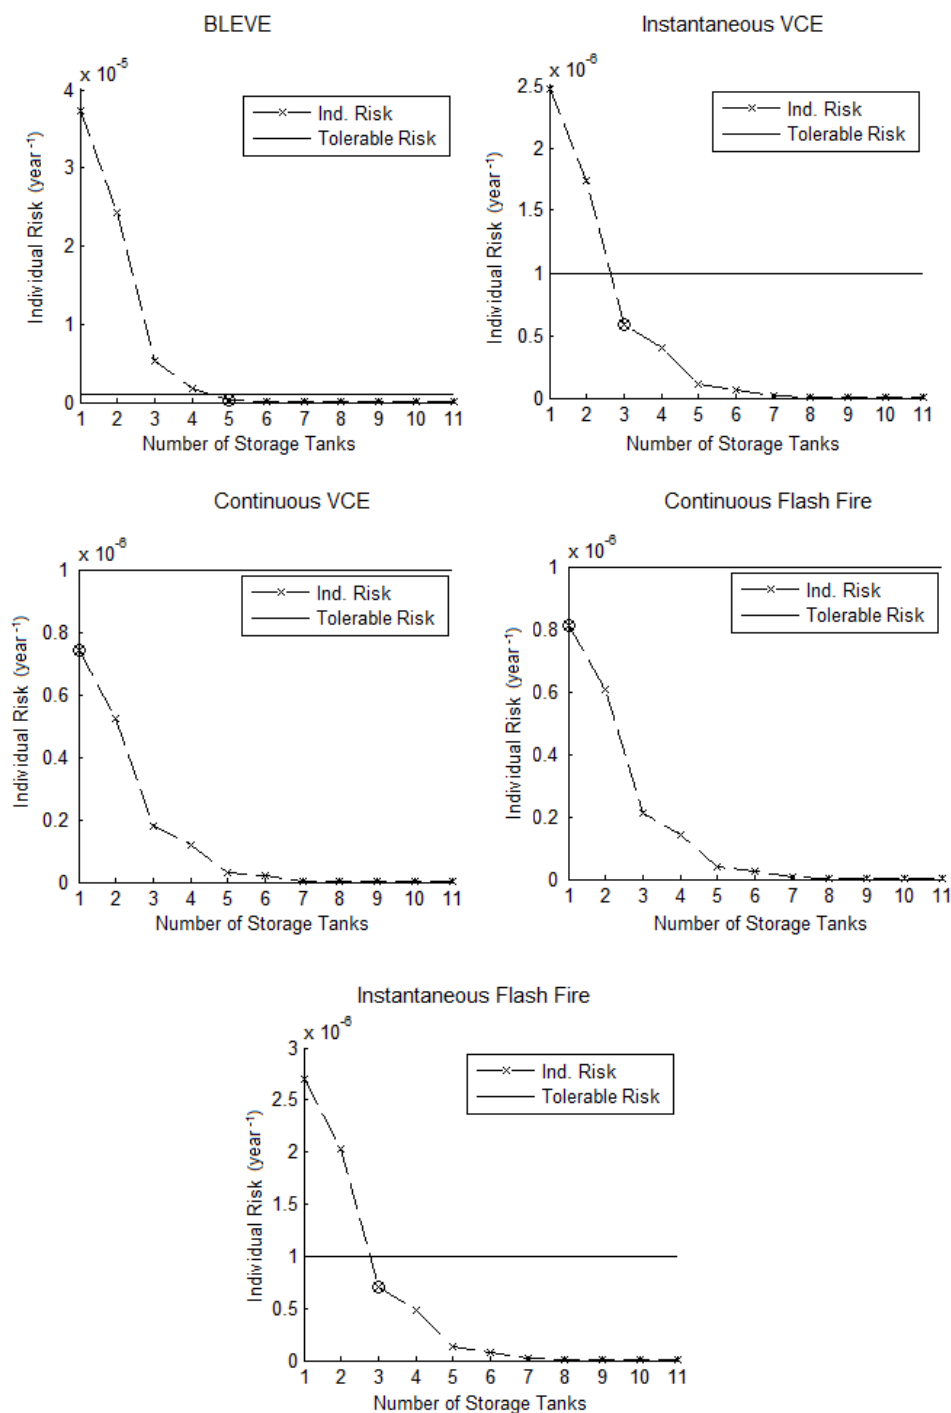 BLEVE
x 10⁻⁵
Individual Risk (year⁻¹)
4
3
2
1
0
Ind. Risk
Tolerable Risk
1 2 3 4 5 6 7 8 9 10 11
Number of Storage Tanks
Instantaneous VCE
x 10⁻⁶
Individual Risk (year⁻¹)
2.5
2
1.5
1
0.5
0
Ind. Risk
Tolerable Risk
1 2 3 4 5 6 7 8 9 10 11
Number of Storage Tanks
Continuous VCE
x 10⁻⁶
Individual Risk (year⁻¹)
1
0.8
0.6
0.4
0.2
0
Ind. Risk
Tolerable Risk
1 2 3 4 5 6 7 8 9 10 11
Number of Storage Tanks
Continuous Flash Fire
x 10⁻⁶
Individual Risk (year⁻¹)
1
0.8
0.6
0.4
0.2
0
Ind. Risk
Tolerable Risk
1 2 3 4 5 6 7 8 9 10 11
Number of Storage Tanks
Instantaneous Flash Fire
x 10⁻⁶
Individual Risk (year⁻¹)
3
2.5
2
1.5
1
0.5
0
Ind. Risk
Tolerable Risk
1 2 3 4 5 6 7 8 9 10 11
Number of Storage Tanks